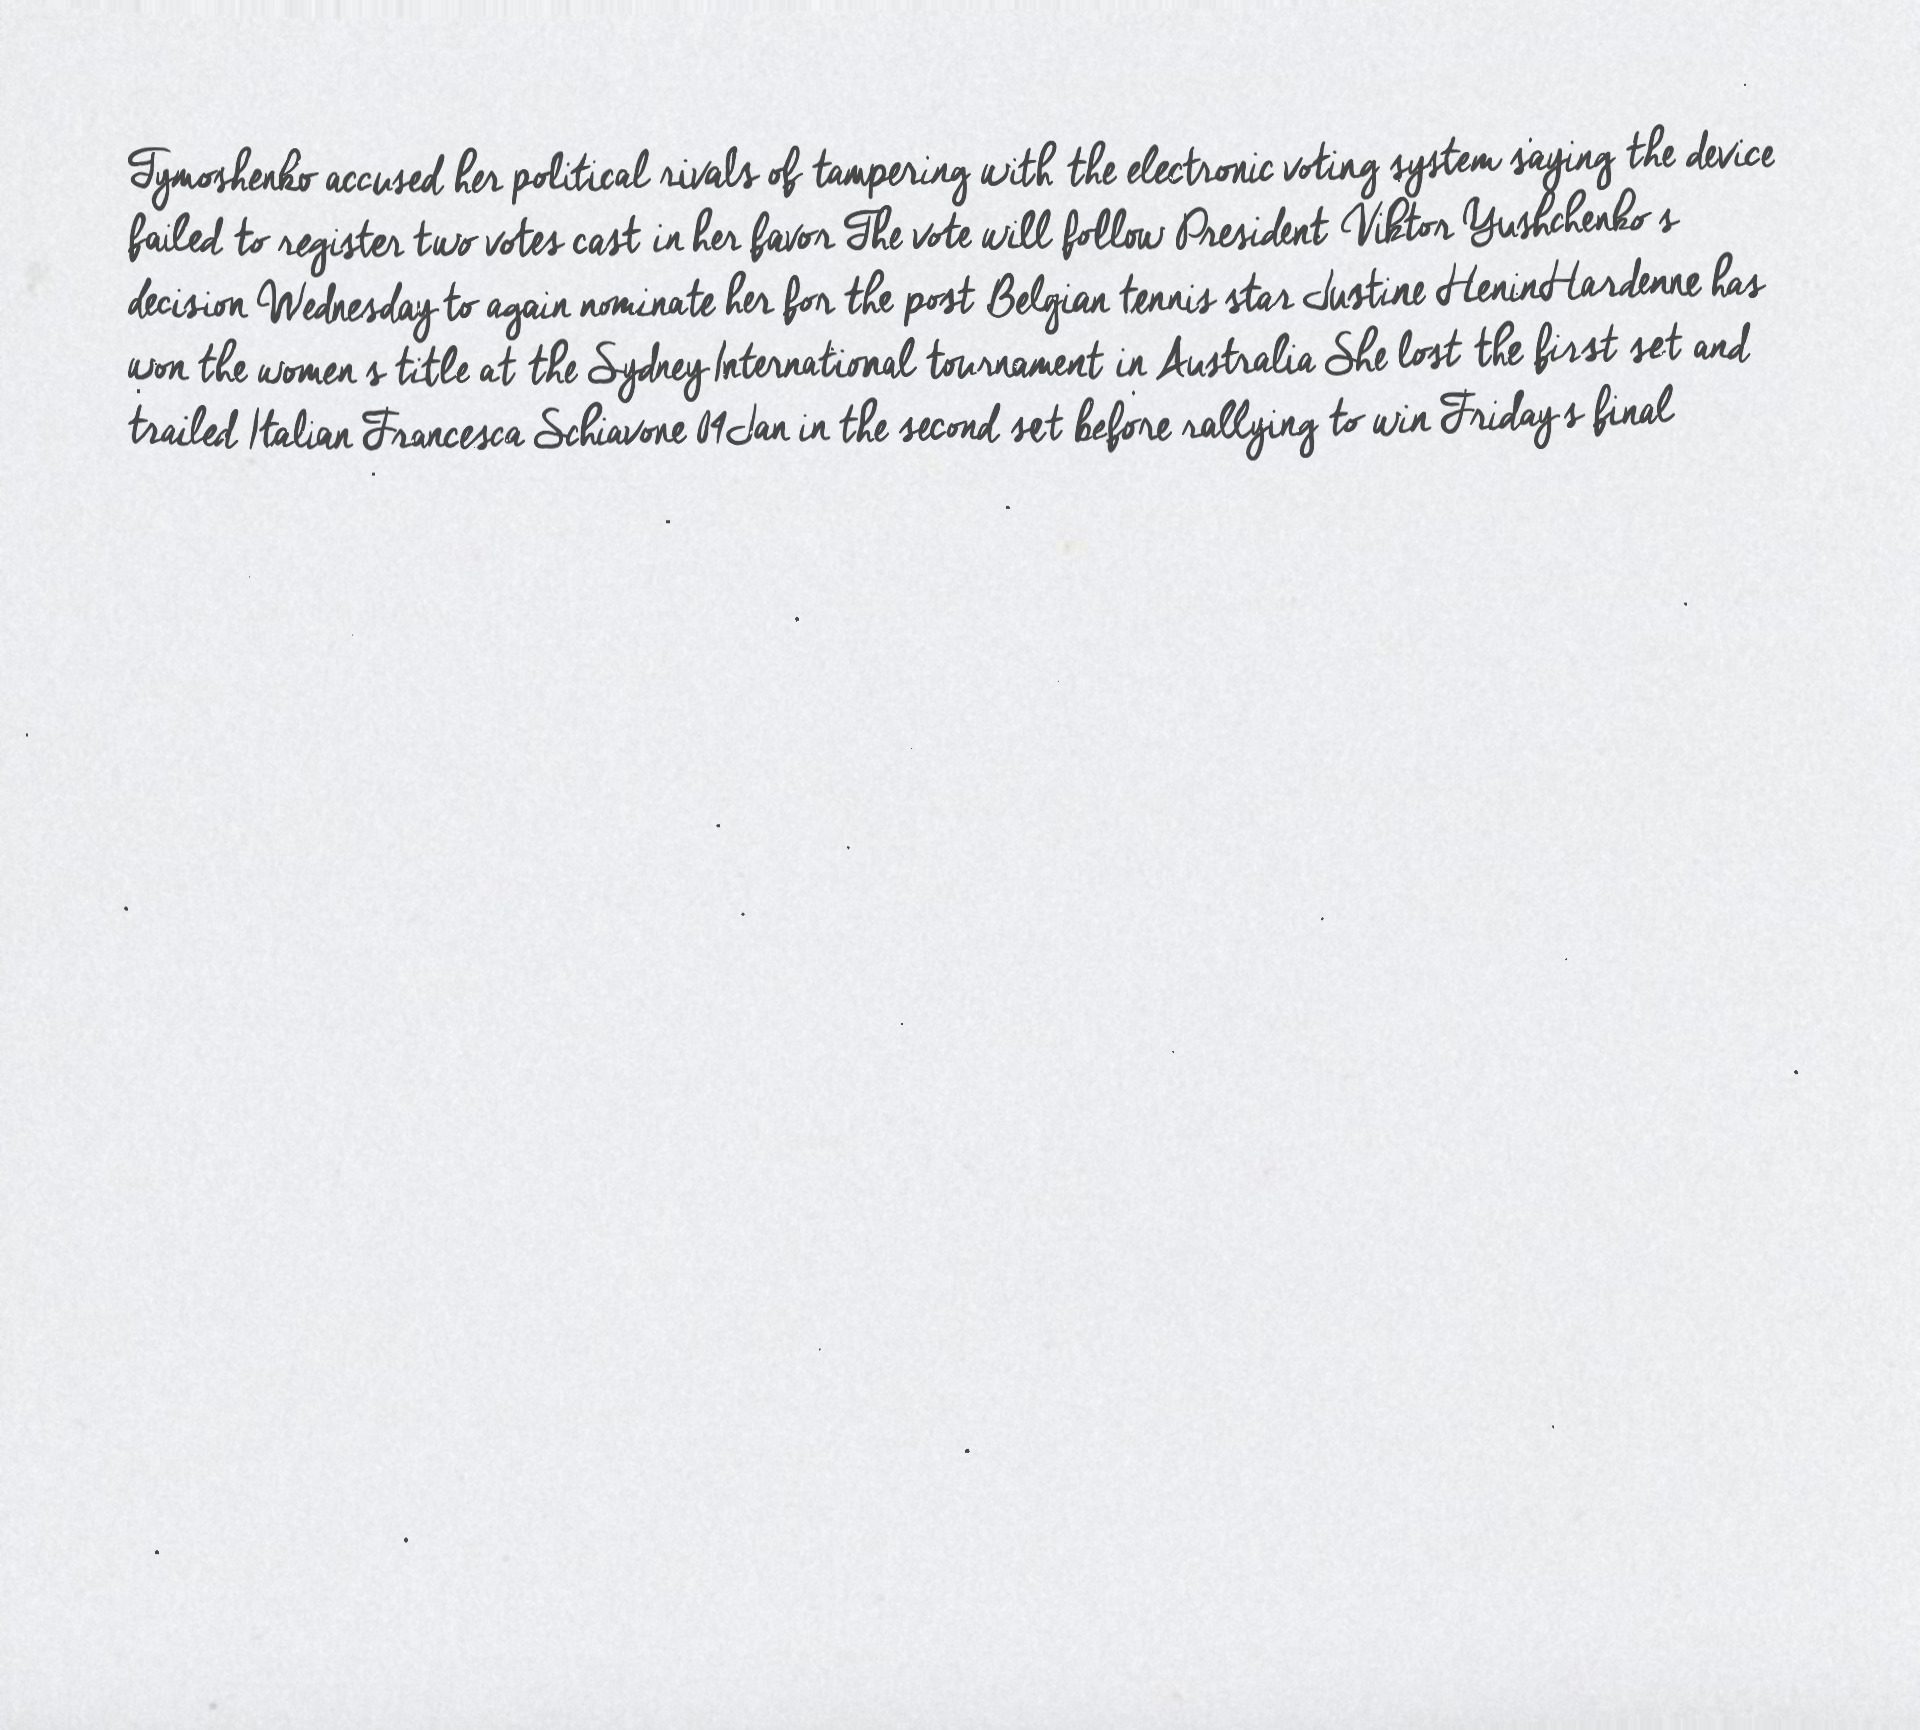 Tymoshenko accused her political rivals of tampering with the electronic voting system saying the device
failed to register two votes cast in her favor The vote will follow President Viktor Yushchenko s
decision Wednesday to again nominate her for the post Belgian tennis star Justine HeninHardenne has
won the women s title at the Sydney International tournament in Australia She lost the first set and
trailed Italian Francesca Schiavone 04Jan in the second set before rallying to win Friday s final